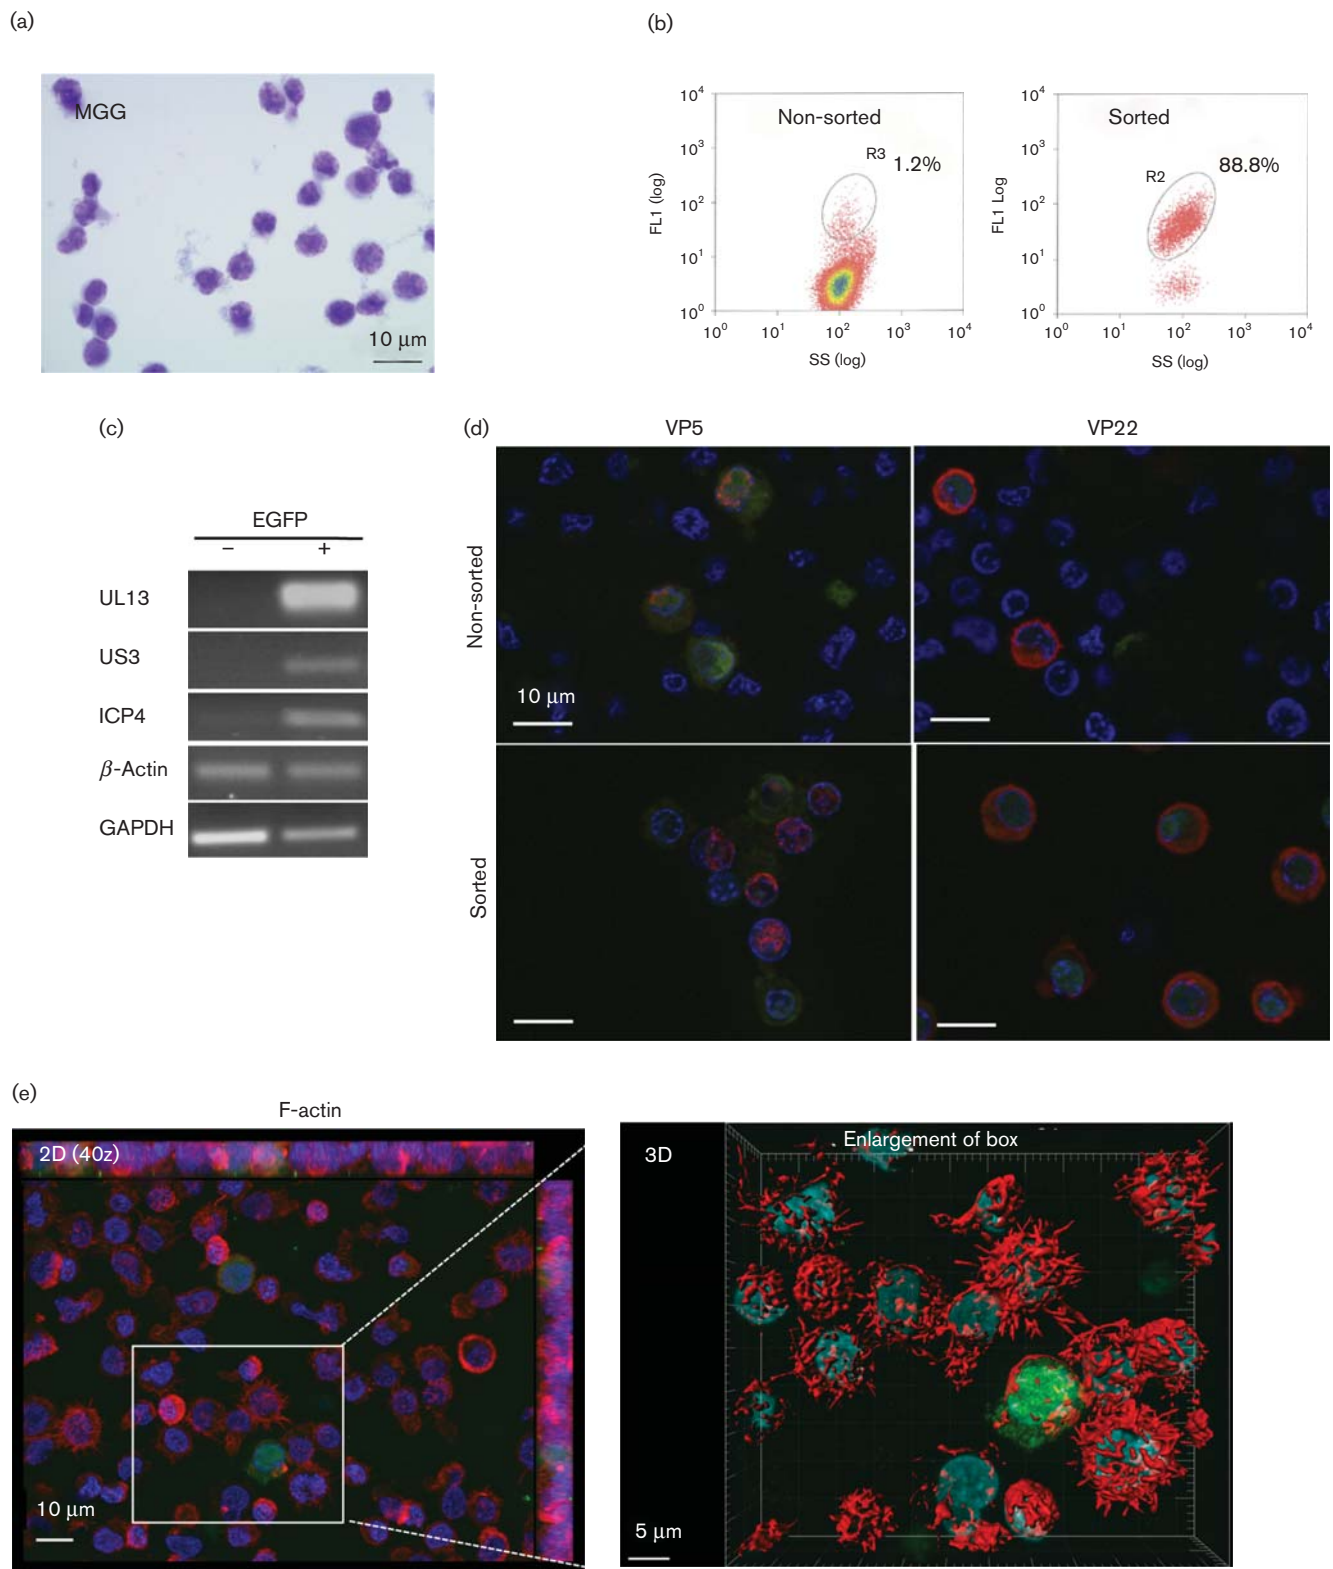 (a)
MGG
10 μm
(b)
Non-sorted
R3
1.2%
10⁴
10³
10²
10¹
10⁰
FL1 (log)
10⁰ 10¹ 10² 10³ 10⁴
SS (log)
Sorted
R2
88.8%
10⁴
10³
10²
10¹
10⁰
FL1 Log
10⁰ 10¹ 10² 10³ 10⁴
SS (log)
(c)
EGFP
− +
UL13
US3
ICP4
β-Actin
GAPDH
(d)
VP5 VP22
Non-sorted
10 μm
Sorted
(e)
F-actin
2D (40z)
10 μm
3D
Enlargement of box
5 μm